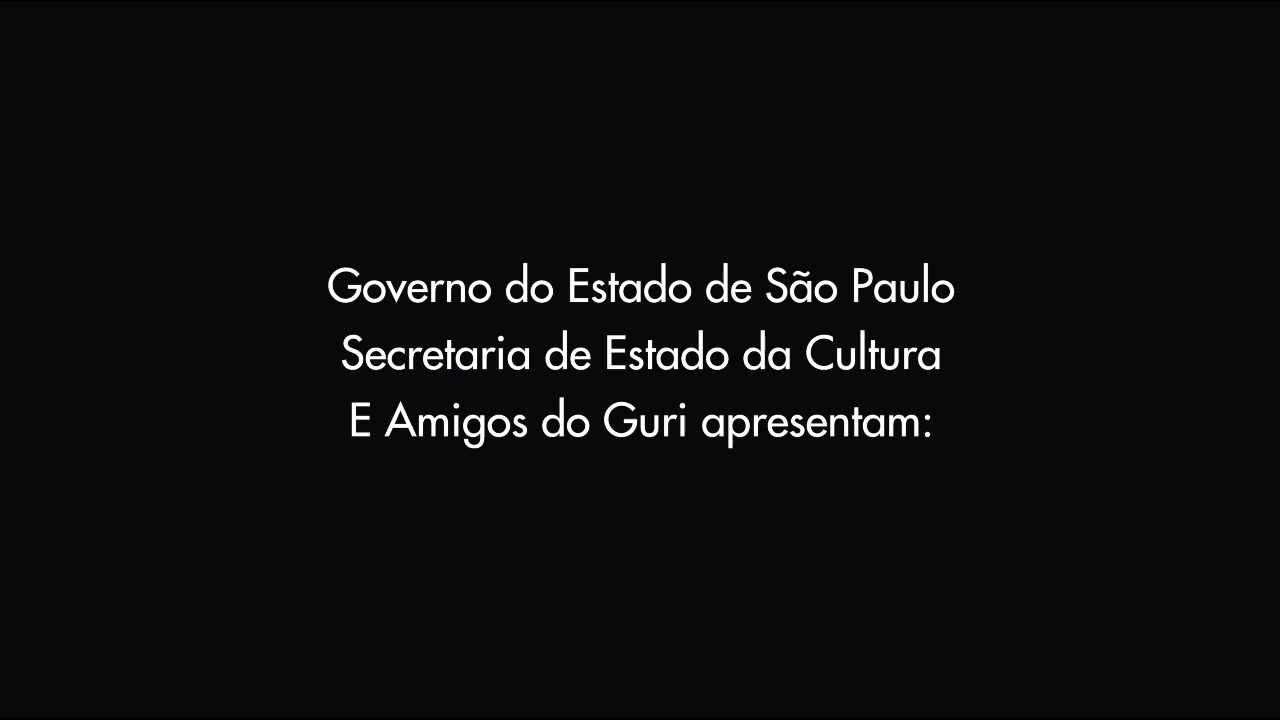 Governo do Estado de São Paulo
Secretaria de Estado da Cultura
E Amigos do Guri apresentam: